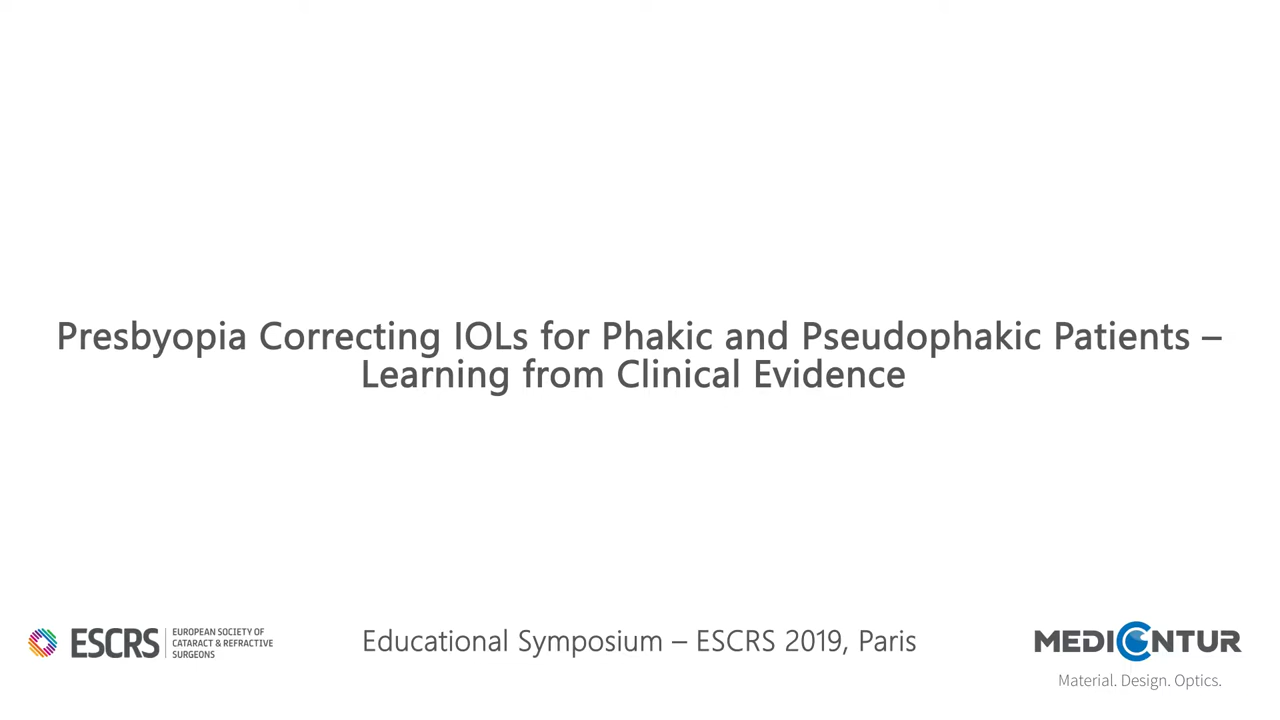 Presbyopia Correcting IOLs for Phakic and Pseudophakic Patients –
Learning from Clinical Evidence
ESCRS
EUROPEAN SOCIETY OF
CATARACT & REFRACTIVE
SURGEONS
Educational Symposium – ESCRS 2019, Paris
MEDICONTUR
Material. Design. Optics.